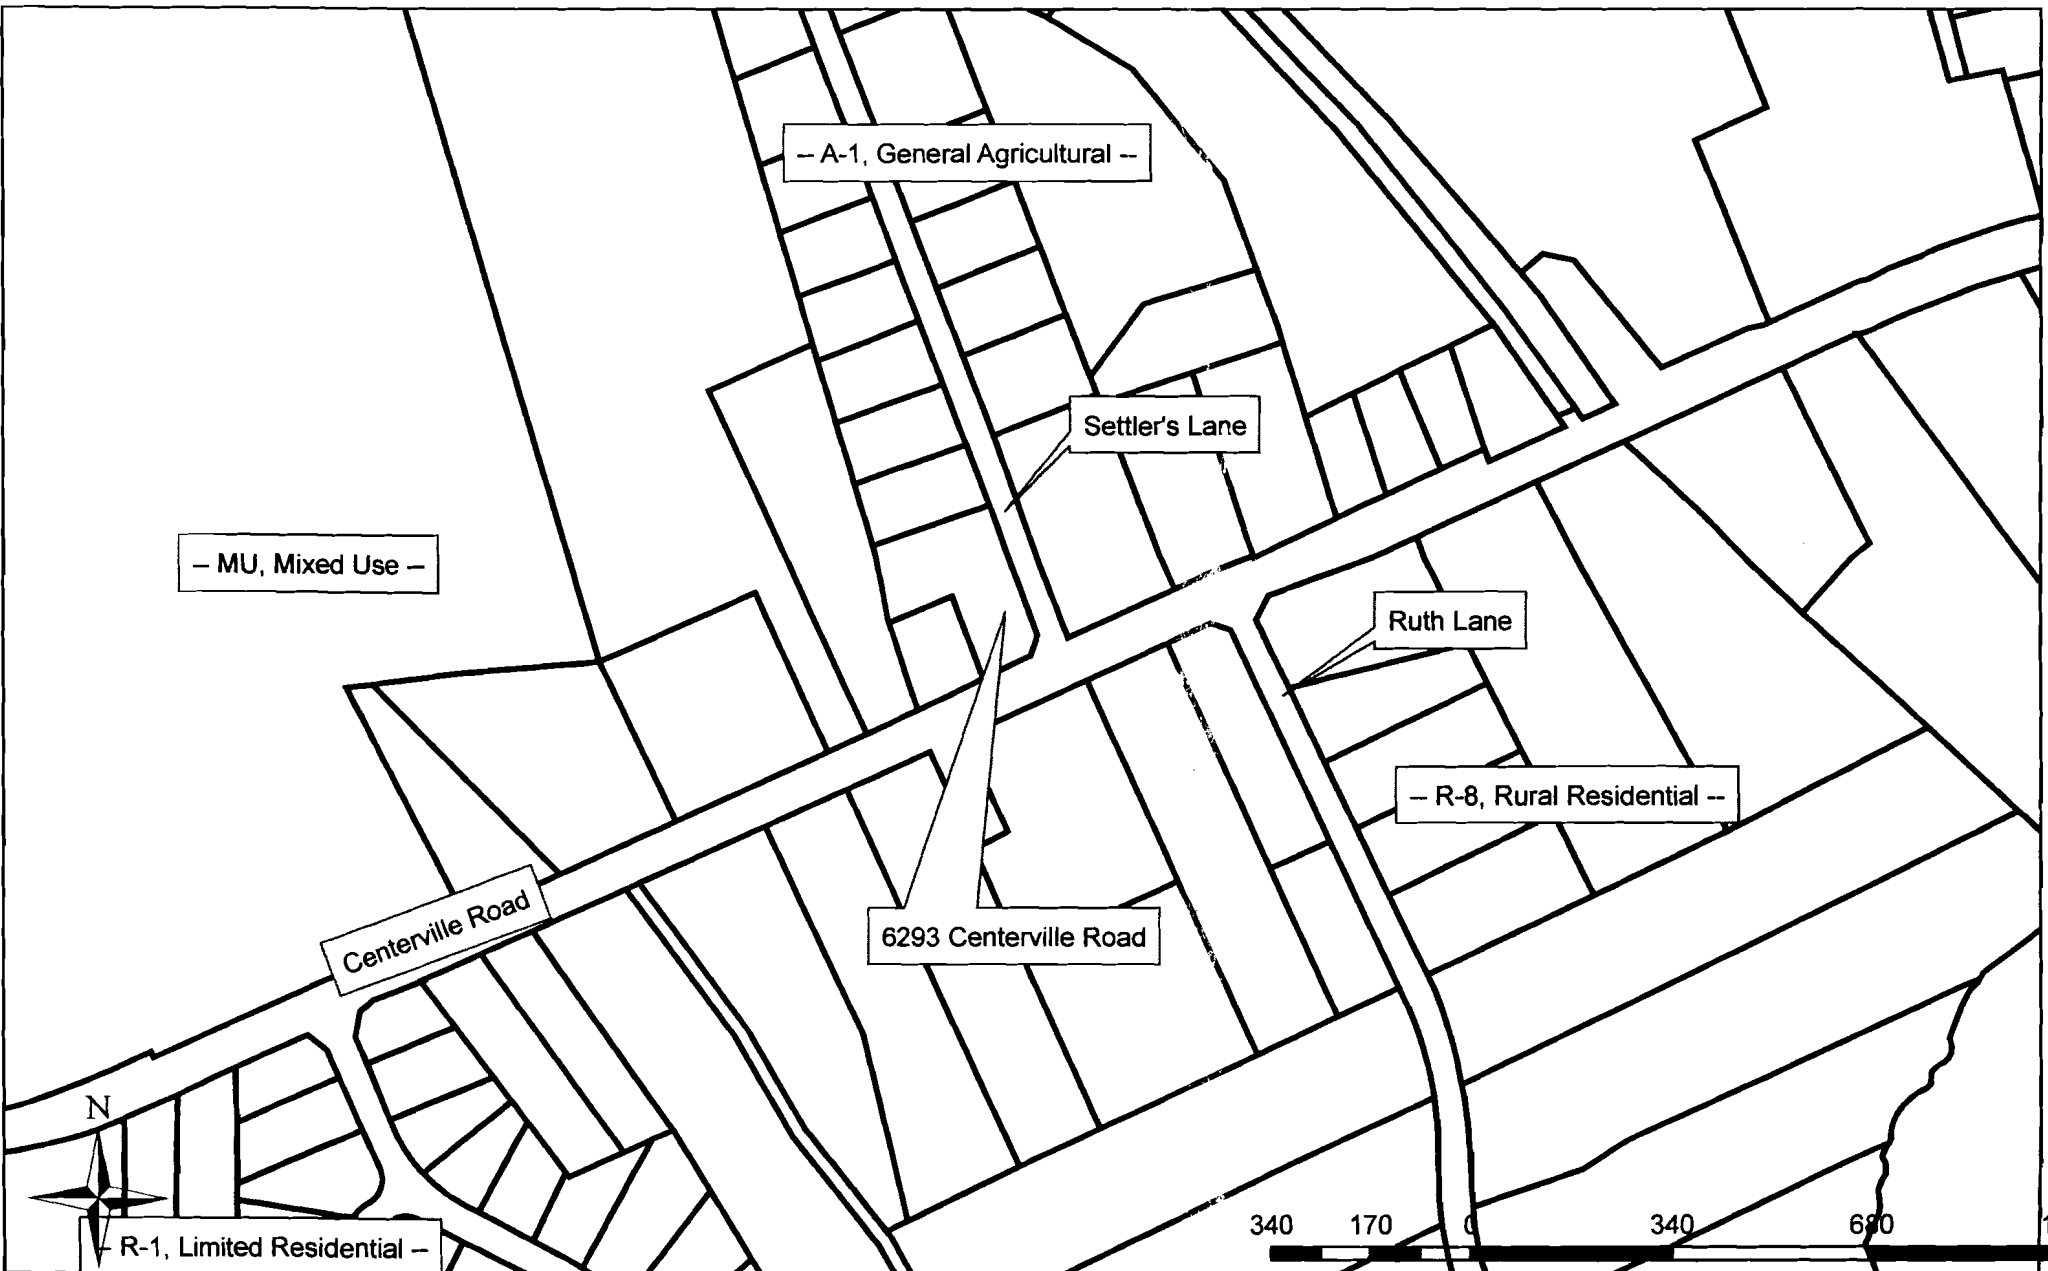 -- A-1, General Agricultural --
Settler's Lane
-- MU, Mixed Use --
Ruth Lane
-- R-8, Rural Residential --
Centerville Road
6293 Centerville Road
N
-- R-1, Limited Residential --
340 170 0 340 680